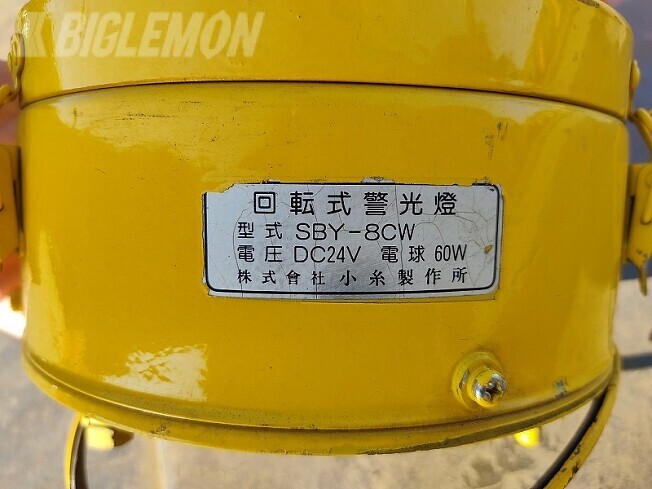 BIGLEMON
回転式警光燈
型式 SBY-8CW
電圧 DC24V 電球 60W
株式會社 小糸製作所